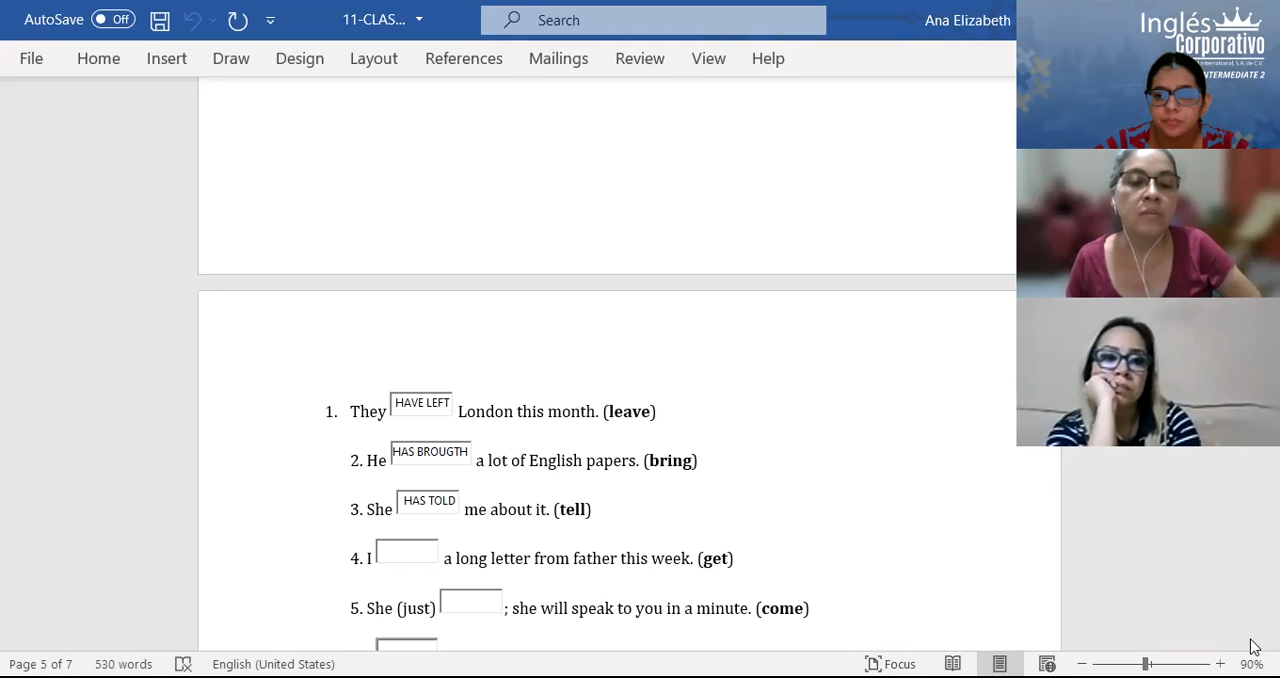 AutoSave Off 11-CLAS... Search Ana Elizabeth
File Home Insert Draw Design Layout References Mailings Review View Help
Inglés
Corporativo
International, S.A. de C.V.
INTERMEDIATE 2
1. They HAVE LEFT London this month. (leave)
2. He HAS BROUGTH a lot of English papers. (bring)
3. She HAS TOLD me about it. (tell)
4. I a long letter from father this week. (get)
5. She (just) ; she will speak to you in a minute. (come)
Page 5 of 7 530 words English (United States) Focus 90%